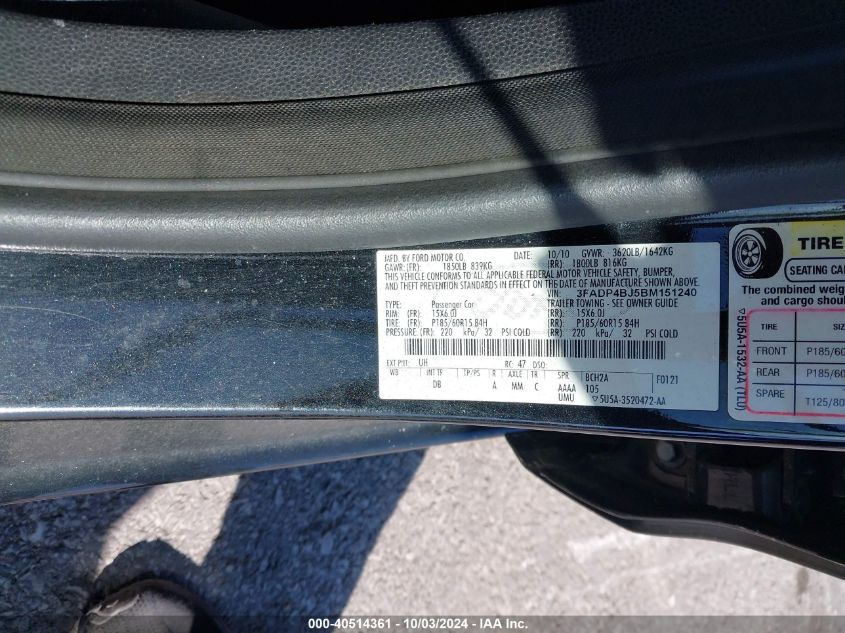 MFD. BY FORD MOTOR CO.
DATE: 10/10 GVWR: 3620LB/1642KG
GAWR: (FR): 1850LB 839KG (RR): 1800LB 816KG
THIS VEHICLE CONFORMS TO ALL APPLICABLE FEDERAL MOTOR VEHICLE SAFETY, BUMPER,
AND THEFT PREVENTION STANDARDS IN EFFECT ON THE DATE OF MANUFACTURE SHOWN ABOVE.
VIN: 3FADP4BJ5BM151240
TYPE: Passenger Car TRAILER TOWING - SEE OWNER GUIDE
RIM: (FR): 15X6.0J (RR): 15X6.0J
TIRE: (FR): P185/60R15 84H (RR): P185/60R15 84H
PRESSURE: (FR): 220 kPa/ 32 PSI COLD (RR): 220 kPa/ 32 PSI COLD
EXT PNT: UH RC: 47 DSO:
WB INT TR TP/PS R AXLE TR SPR BCH2A F0121
DB A MM C AAAA 105
UMU ▽5U5A-3520472-AA
TIRE
SEATING CA
The combined weig
and cargo shoul
TIRE SIZ
FRONT P185/60
REAR P185/60
SPARE T125/80
▽5U5A-1532-AA (TL0)
000-40514361 - 10/03/2024 - IAA Inc.